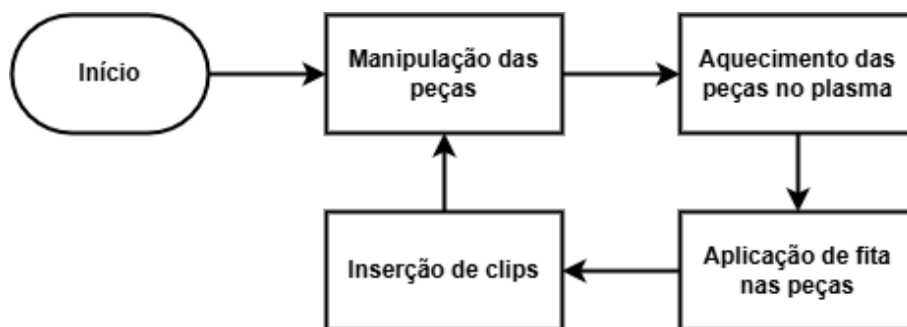 Início
Manipulação das
peças
Aquecimento das
peças no plasma
Inserção de clips
Aplicação de fita
nas peças